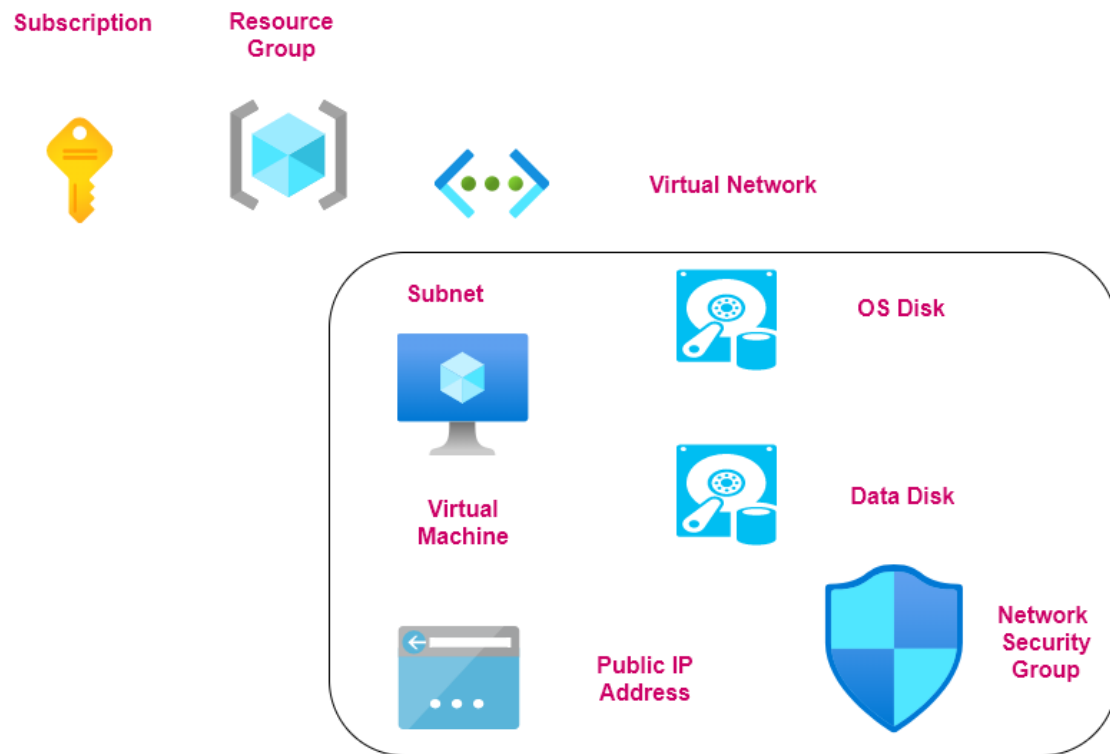 Subscription
Resource
Group
Virtual Network
Subnet
OS Disk
Virtual
Machine
Data Disk
Public IP
Address
Network
Security
Group